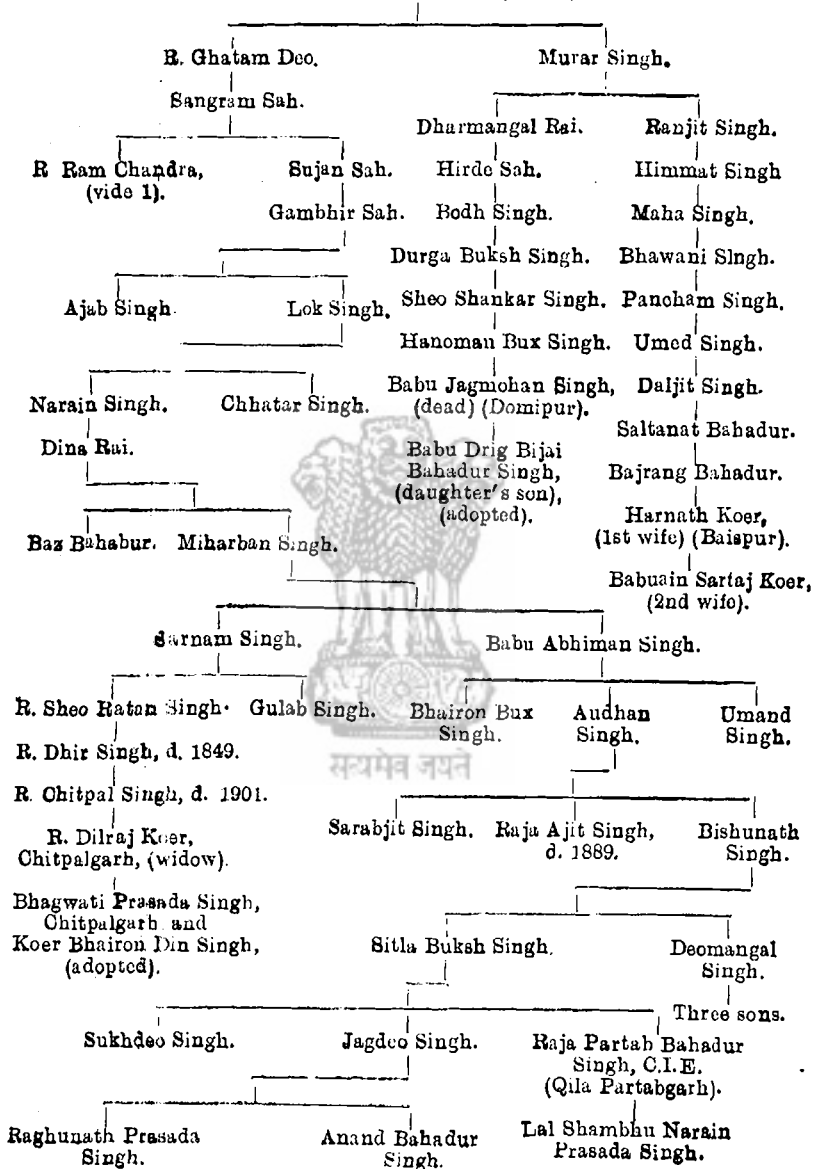 R. Ghatam Deo. Murar Singh.
Sangram Sah.
Dharmangal Rai. Ranjit Singh.
R Ram Chandra, Sujan Sah. Hirde Sah. Himmat Singh
(vide 1).
Gambhir Sah. Bodh Singh. Maha Singh.
Durga Buksh Singh. Bhawani Singh.
Ajab Singh. Lok Singh. Sheo Shankar Singh. Pancham Singh.
Hanoman Bux Singh. Umed Singh.
Narain Singh. Chhatar Singh. Babu Jagmohan Singh, Daljit Singh.
(dead) (Domipur).
Saltanat Bahadur.
Dina Rai. Babu Drig Bijai
Bahadur Singh, Bajrang Bahadur.
(daughter's son),
(adopted). Harnath Koer,
Baz Bahabur. Miharban Singh. (1st wife) (Baispur).
Babuain Sartaj Koer,
(2nd wife).
Sarnam Singh. Babu Abhiman Singh.
R. Sheo Ratan Singh. Gulab Singh. Bhairon Bux Audhan Umand
Singh. Singh. Singh.
R. Dhir Singh, d. 1849.
सत्यमेव जयते
R. Chitpal Singh, d. 1901.
Sarabjit Singh. Raja Ajit Singh, Bishunath
d. 1889. Singh.
R. Dilraj Koer,
Chitpalgarh, (widow).
Bhagwati Prasada Singh,
Chitpalgarh and
Koer Bhairon Din Singh,
(adopted).
Sitla Buksh Singh. Deomangal
Singh.
Three sons.
Sukhdeo Singh. Jagdeo Singh. Raja Partab Bahadur
Singh, C.I.E.
(Qila Partabgarh).
Raghunath Prasada Anand Bahadur Lal Shambhu Narain
Singh. Singh. Prasada Singh.